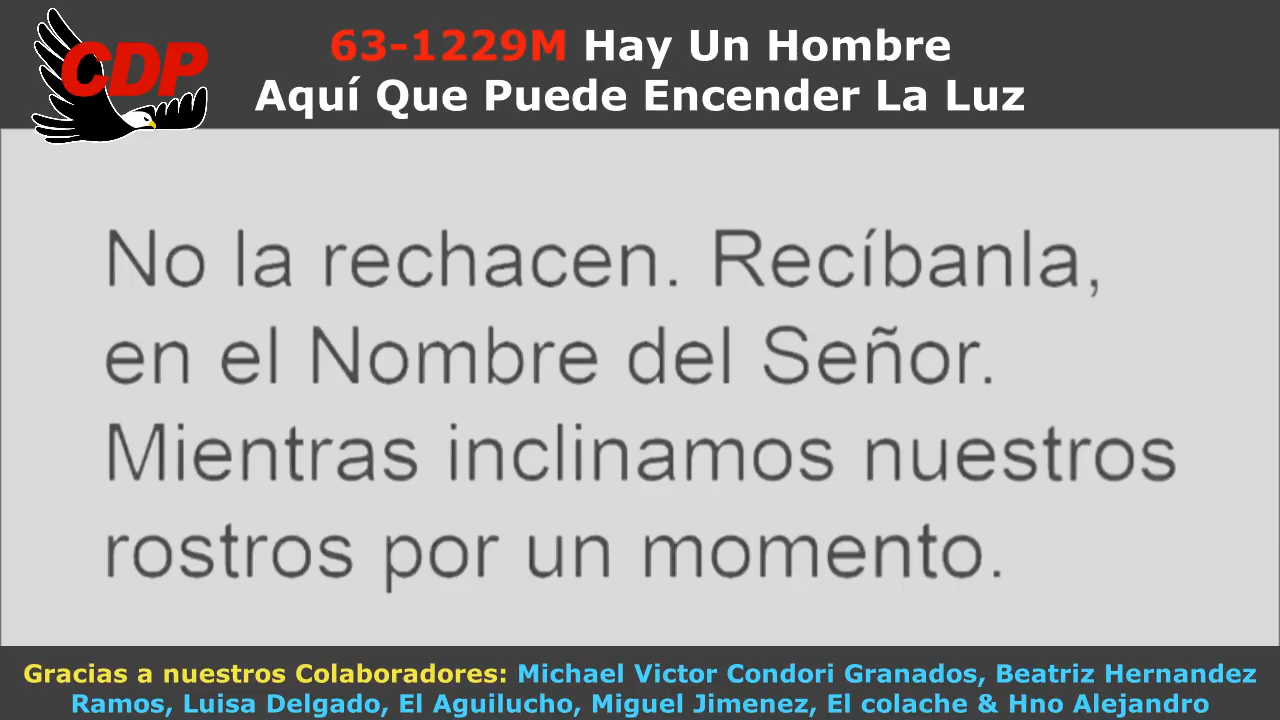 CDP
63-1229M Hay Un Hombre
Aquí Que Puede Encender La Luz
No la rechacen. Recíbanla,
en el Nombre del Señor.
Mientras inclinamos nuestros
rostros por un momento.
Gracias a nuestros Colaboradores: Michael Victor Condori Granados, Beatriz Hernandez
Ramos, Luisa Delgado, El Aguilucho, Miguel Jimenez, El colache & Hno Alejandro